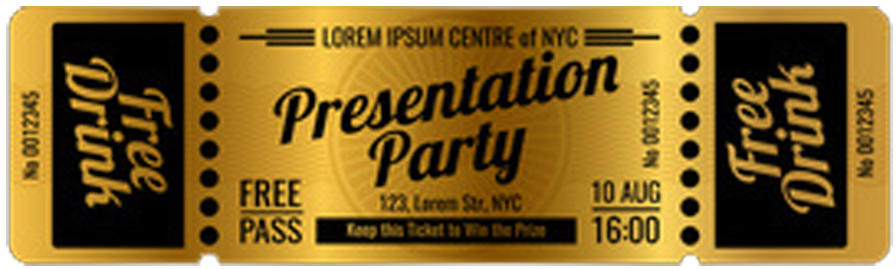 No 0012345
Free
Drink
LOREM IPSUM CENTRE of NYC
Presentation
Party
123, Lorem Str, NYC
FREE
PASS
Keep this Ticket to Win the Prize
10 AUG
16:00
No 0012345
Free
Drink
No 0012345